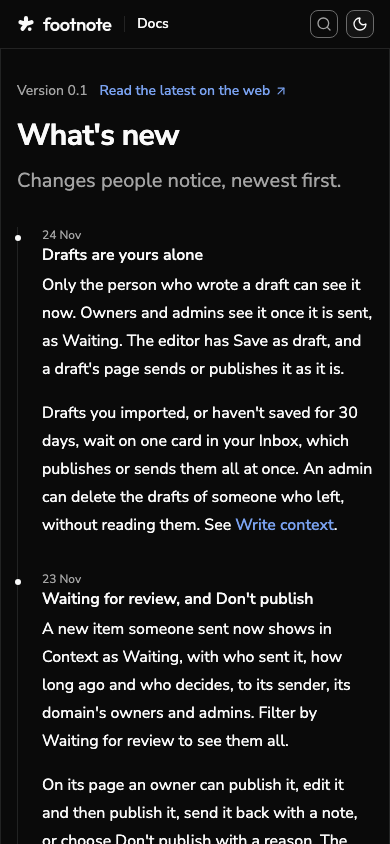 footnote Docs
Version 0.1 Read the latest on the web ↗
What's new
Changes people notice, newest first.
24 Nov
Drafts are yours alone
Only the person who wrote a draft can see it
now. Owners and admins see it once it is sent,
as Waiting. The editor has Save as draft, and
a draft's page sends or publishes it as it is.
Drafts you imported, or haven't saved for 30
days, wait on one card in your Inbox, which
publishes or sends them all at once. An admin
can delete the drafts of someone who left,
without reading them. See Write context.
23 Nov
Waiting for review, and Don't publish
A new item someone sent now shows in
Context as Waiting, with who sent it, how
long ago and who decides, to its sender, its
domain's owners and admins. Filter by
Waiting for review to see them all.
On its page an owner can publish it, edit it
and then publish it, send it back with a note,
or choose Don't publish with a reason. The